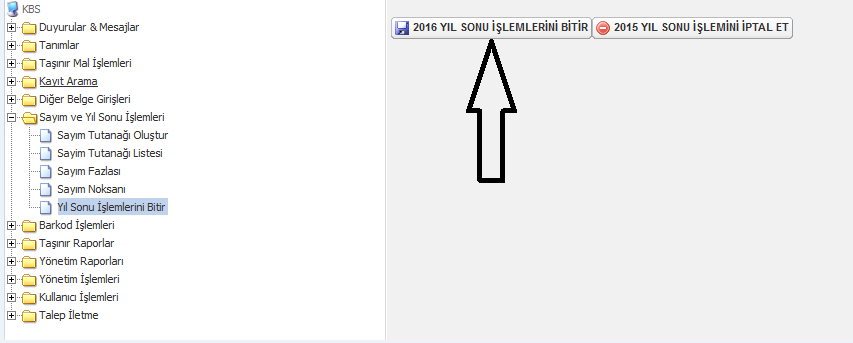 KBS
Duyurular & Mesajlar
Tanımlar
Taşınır Mal İşlemleri
Kayıt Arama
Diğer Belge Girişleri
Sayım ve Yıl Sonu İşlemleri
Sayım Tutanağı Oluştur
Sayim Tutanağı Listesi
Sayım Fazlası
Sayım Noksanı
Yıl Sonu İşlemlerini Bitir
Barkod İşlemleri
Taşınır Raporlar
Yönetim Raporları
Yönetim İşlemleri
Kullanıcı İşlemleri
Talep İletme
2016 YIL SONU İŞLEMLERİNİ BİTİR 2015 YIL SONU İŞLEMİNİ İPTAL ET